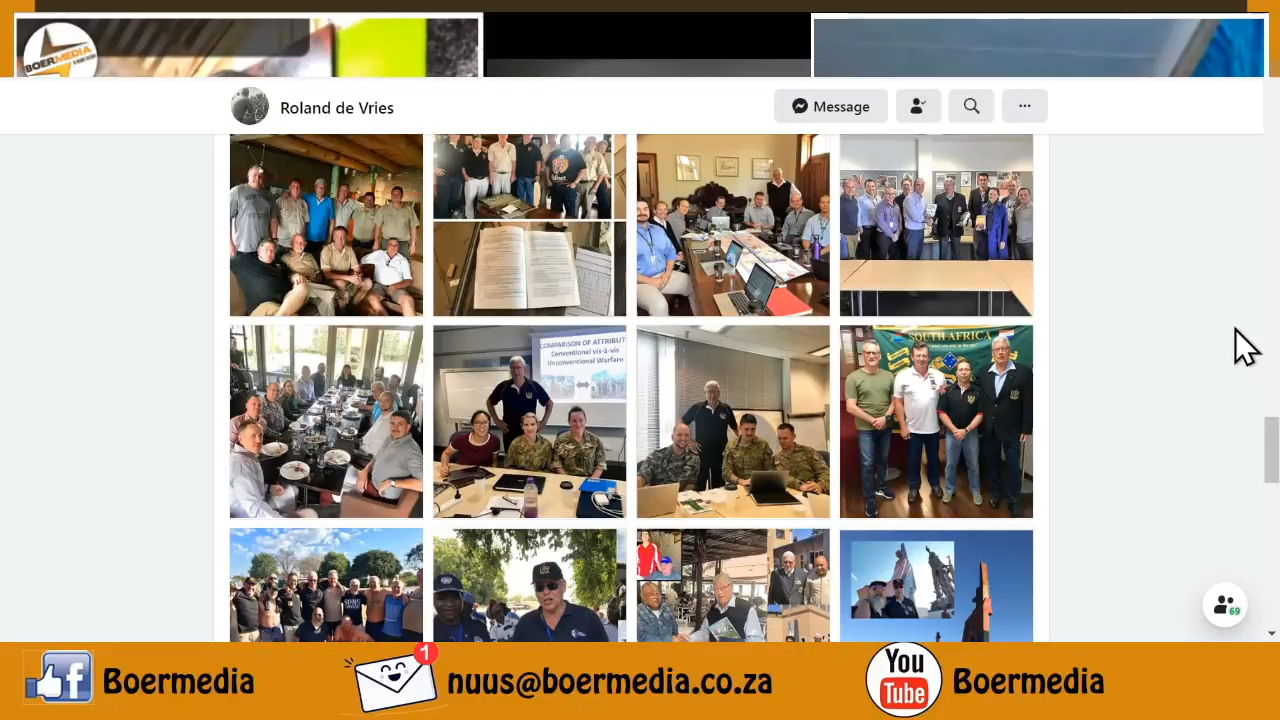 BOERMEDIA
Roland de Vries
Message
COMPARISON OF ATTRIBUT
Conventional vis-à-vis
Unconventional Warfare
SOUTH AFRICA
69
1
Boermedia
nuus@boermedia.co.za
You
Tube
Boermedia